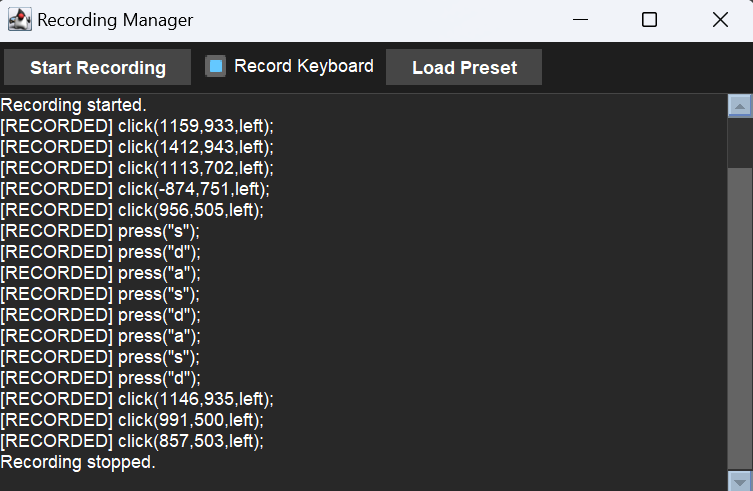 Recording Manager
Start Recording Record Keyboard Load Preset
Recording started.
[RECORDED] click(1159,933,left);
[RECORDED] click(1412,943,left);
[RECORDED] click(1113,702,left);
[RECORDED] click(-874,751,left);
[RECORDED] click(956,505,left);
[RECORDED] press("s");
[RECORDED] press("d");
[RECORDED] press("a");
[RECORDED] press("s");
[RECORDED] press("d");
[RECORDED] press("a");
[RECORDED] press("s");
[RECORDED] press("d");
[RECORDED] click(1146,935,left);
[RECORDED] click(991,500,left);
[RECORDED] click(857,503,left);
Recording stopped.